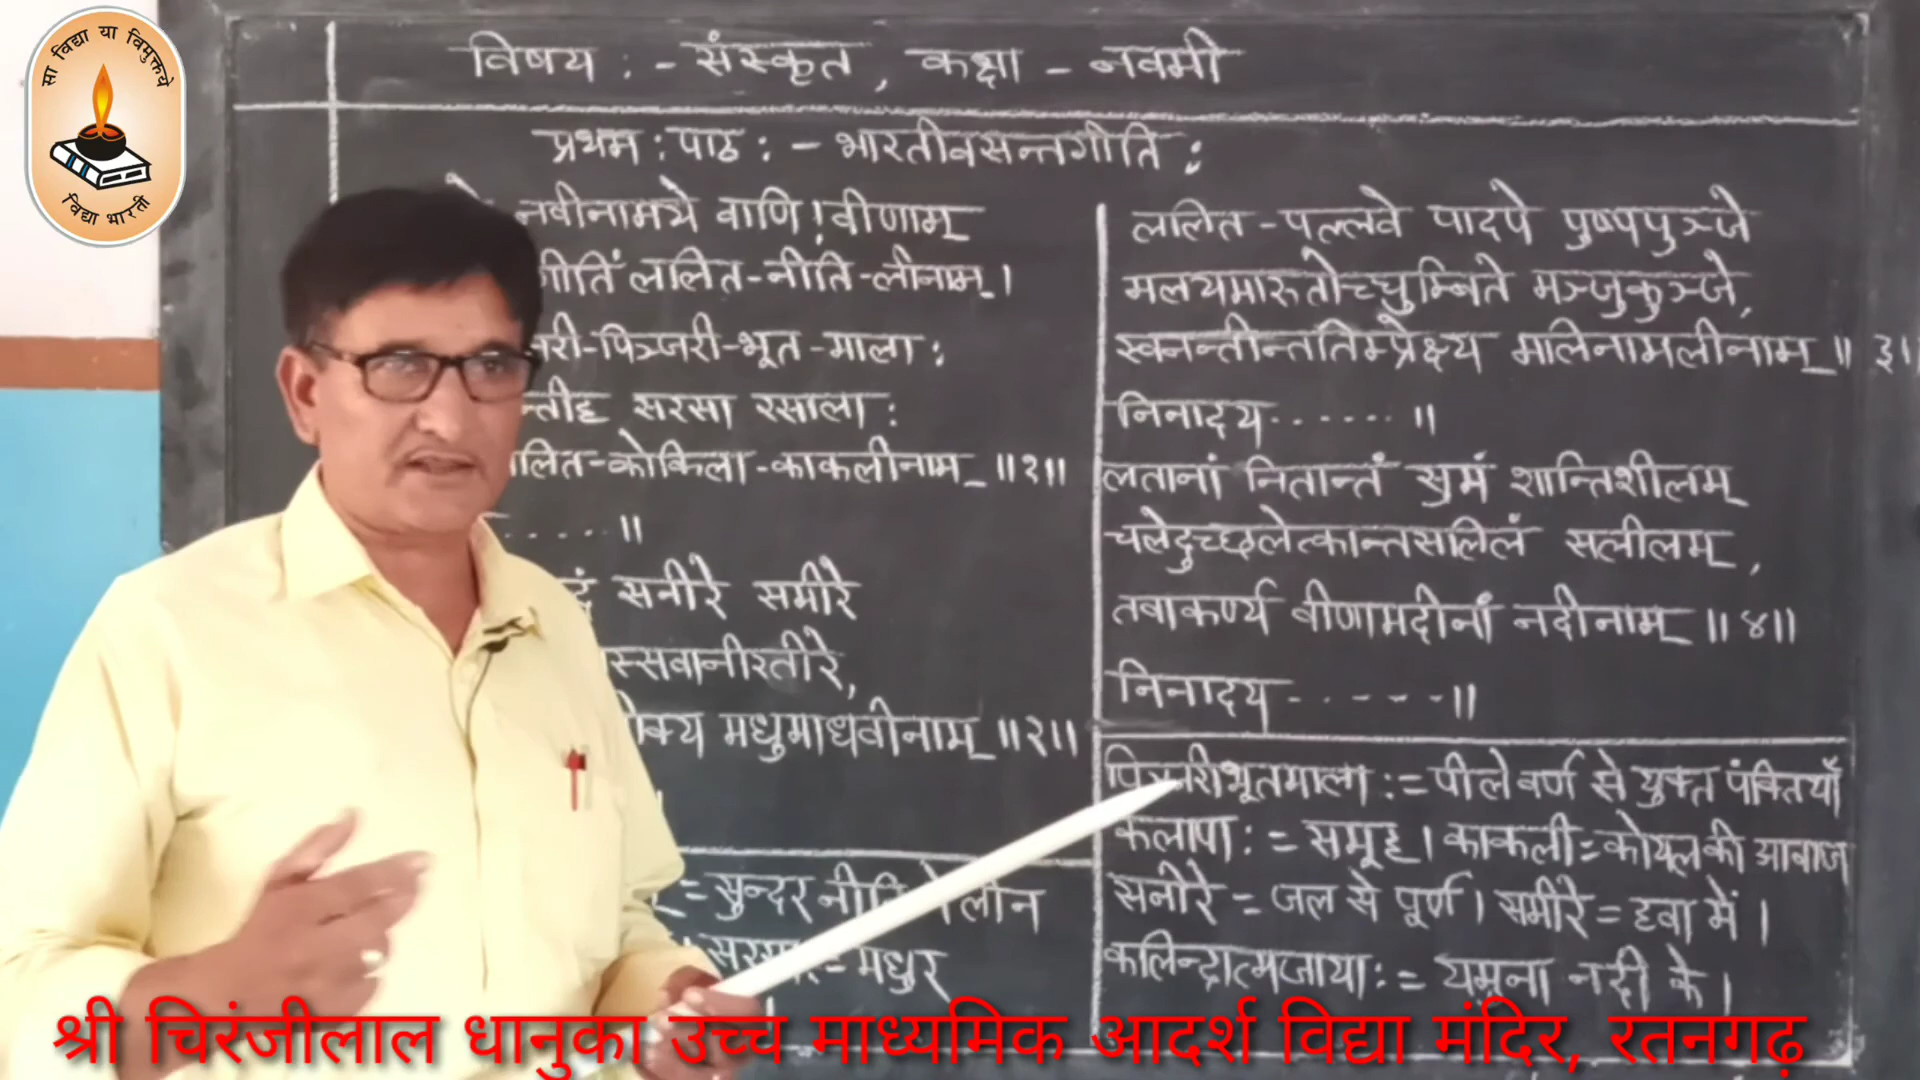 सा विद्या या विमुक्तये
विद्या भारती
विषय : - संस्कृत , कक्षा - नवमी
प्रथम : पाठ : - भारतीवसन्तगीति :
नवीनामये वाणि ! वीणाम्
गीतिं ललित-नीति-लीनाम् ।
पिञ्जरी-भूत-माला :
सरसा रसाला :
कोकिला-काकलीनाम् ॥१॥
. . . . . ॥
सनीरे समीरे
मधुमाधवीनाम् ॥२॥
= सुन्दर नीति में लीन
= मधुर
ललित-पल्लवे पादपे पुष्पपुञ्जे
मलयमारुतोच्चुम्बिते मञ्जुकुञ्जे,
स्वनन्तीन्ततिम्प्रेक्ष्य मलिनामलीनाम् ॥ ३॥
निनादय . . . . . . ॥
लतानां नितान्तं सुमं शान्तिशीलम्
चलेदुच्छलेत्कान्तसलिलं सलीलम् ,
तवाकर्ण्य वीणामदीनां नदीनाम् ॥ ४॥
निनादय - - - - - ॥
पिञ्जरीभूतमाला : = पीले वर्ण से युक्त पंक्तियाँ
कलापा : = समूह । काकली = कोयल की आवाज
सनीरे = जल से पूर्ण । समीरे = हवा में ।
कलिन्दात्मजाया : = यमुना नदी के ।
श्री चिरंजीलाल धानुका उच्च माध्यमिक आदर्श विद्या मंदिर, रतनगढ़